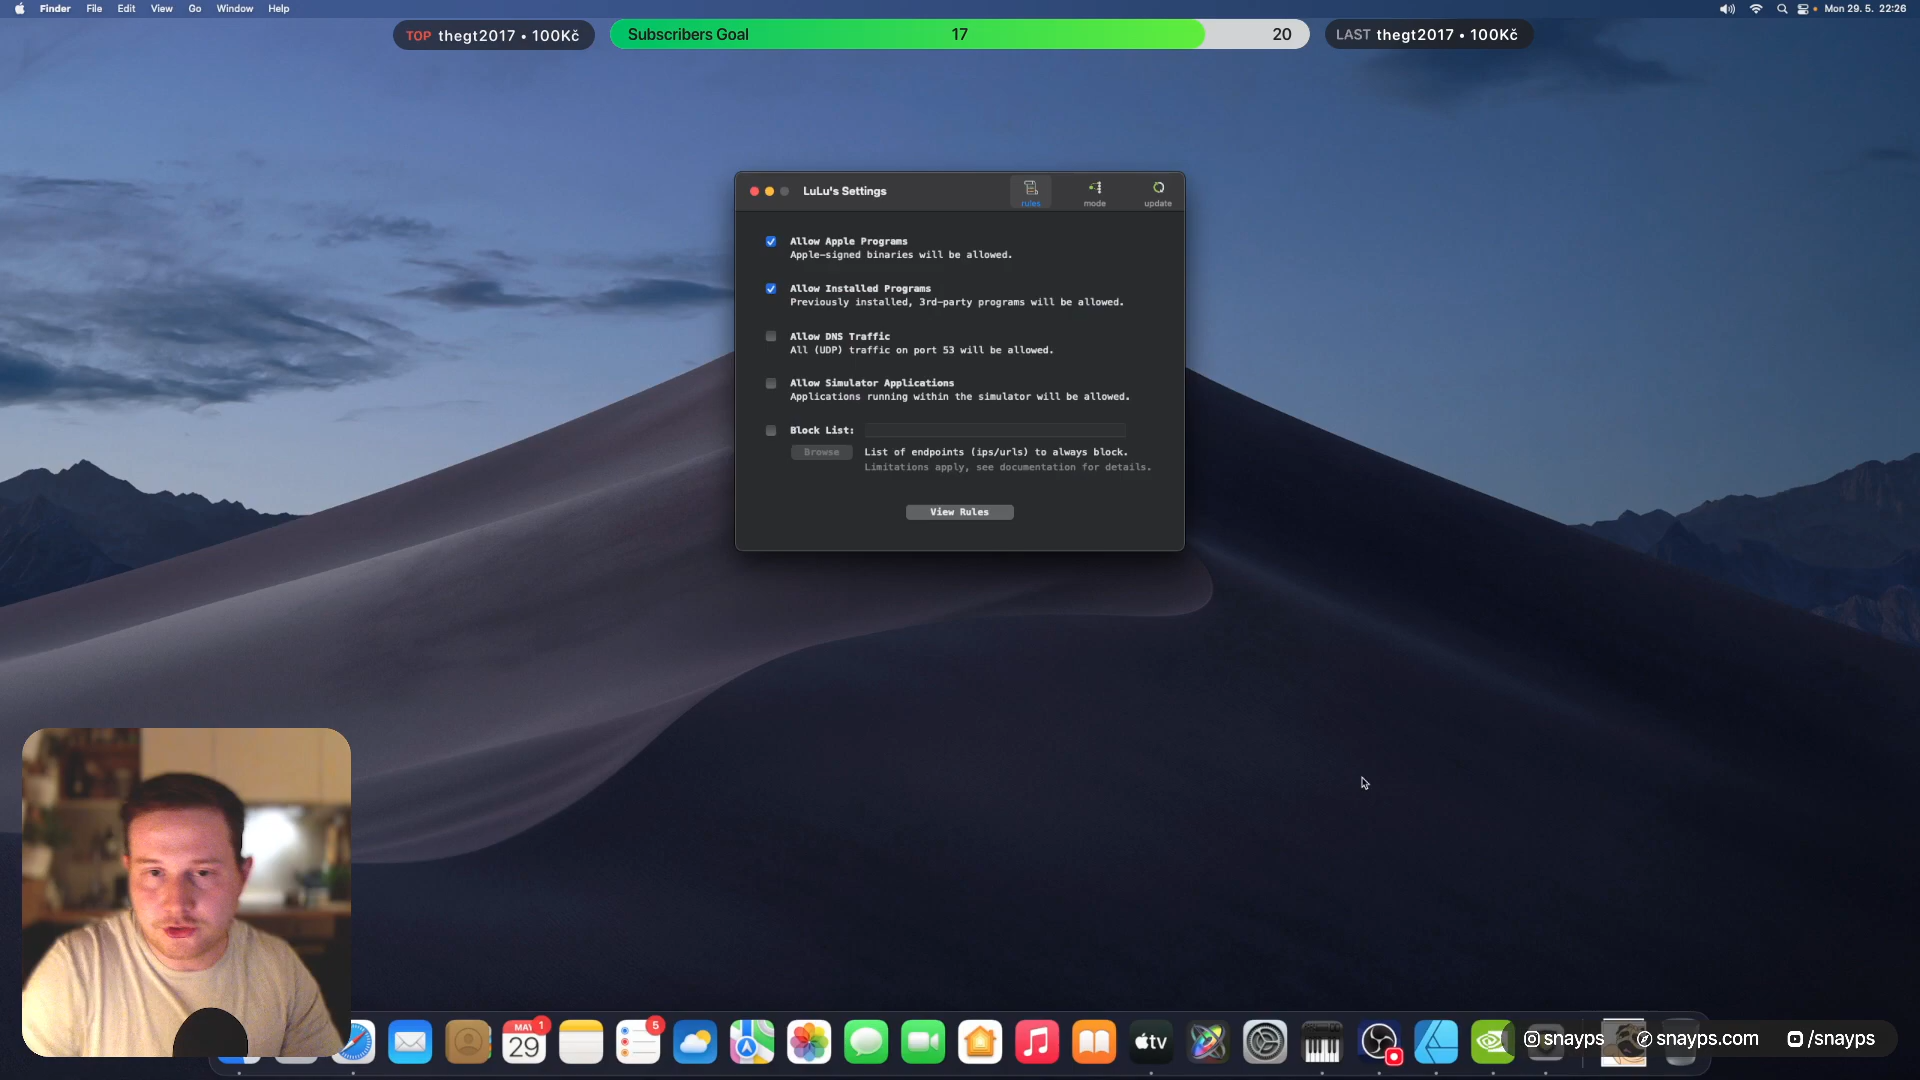 Finder File Edit View Go Window Help
Mon 29. 5. 22:26
TOP thegt2017 • 100Kč
Subscribers Goal 17 20
LAST thegt2017 • 100Kč
LuLu's Settings
rules mode update
Allow Apple Programs
Apple-signed binaries will be allowed.
Allow Installed Programs
Previously installed, 3rd-party programs will be allowed.
Allow DNS Traffic
All (UDP) traffic on port 53 will be allowed.
Allow Simulator Applications
Applications running within the simulator will be allowed.
Block List:
Browse List of endpoints (ips/urls) to always block.
Limitations apply, see documentation for details.
View Rules
MAY 1
29
5
tv
snayps snayps.com /snayps